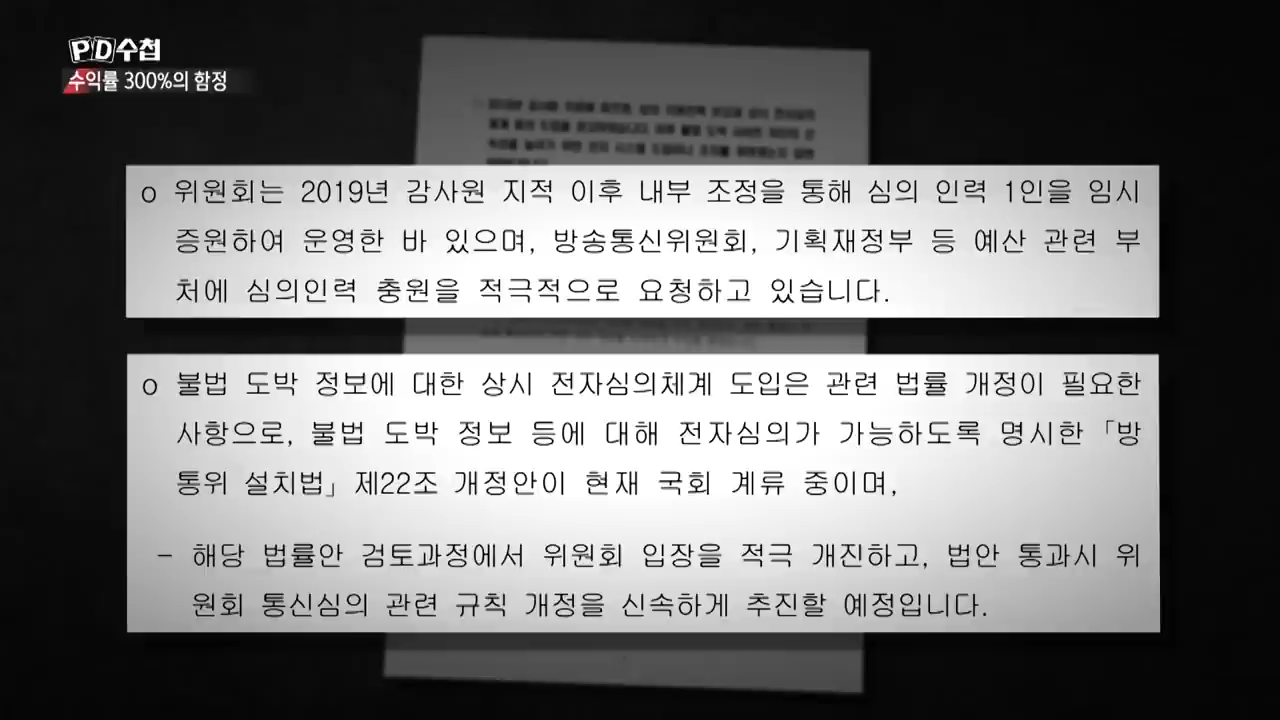 PD수첩
수익률 300%의 함정
o 위원회는 2019년 감사원 지적 이후 내부 조정을 통해 심의 인력 1인을 임시
증원하여 운영한 바 있으며, 방송통신위원회, 기획재정부 등 예산 관련 부
처에 심의인력 충원을 적극적으로 요청하고 있습니다.
o 불법 도박 정보에 대한 상시 전자심의체계 도입은 관련 법률 개정이 필요한
사항으로, 불법 도박 정보 등에 대해 전자심의가 가능하도록 명시한 「방
통위 설치법」 제22조 개정안이 현재 국회 계류 중이며,
- 해당 법률안 검토과정에서 위원회 입장을 적극 개진하고, 법안 통과시 위
원회 통신심의 관련 규칙 개정을 신속하게 추진할 예정입니다.